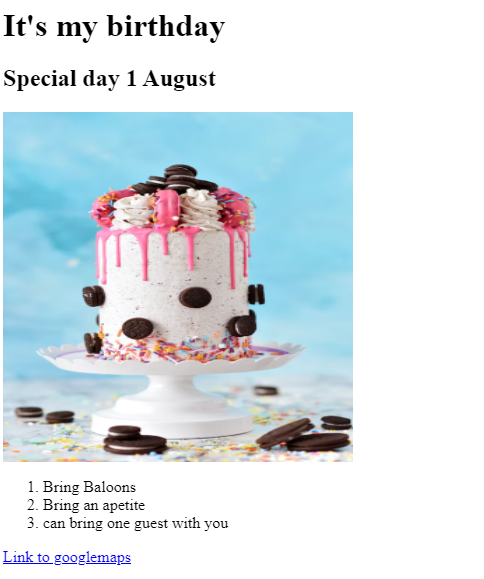 It's my birthday
Special day 1 August
1. Bring Baloons
2. Bring an apetite
3. can bring one guest with you
Link to googlemaps